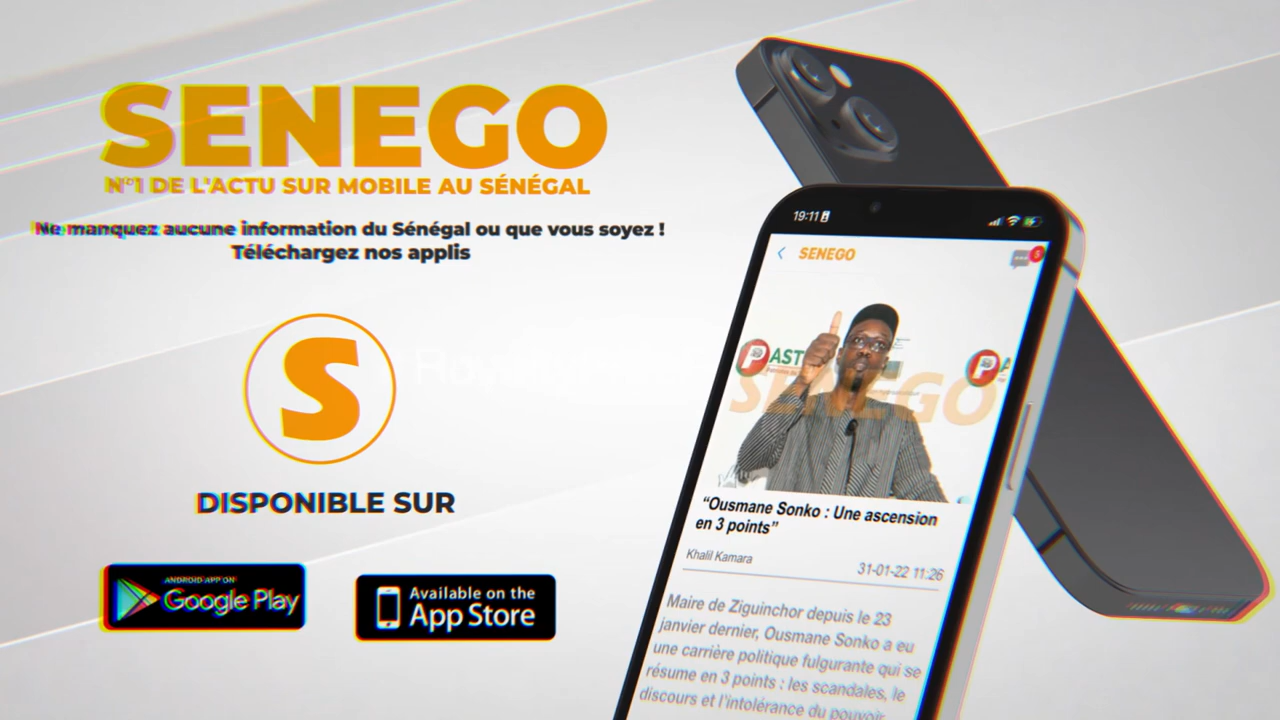 SENEGO
N°1 DE L'ACTU SUR MOBILE AU SÉNÉGAL
Ne manquez aucune information du Sénégal ou que vous soyez !
Téléchargez nos applis
S
DISPONIBLE SUR
ANDROID APP ON
Google Play
Available on the
App Store
19:11
SENEGO
5
PAST
SENEGO
“Ousmane Sonko : Une ascension
en 3 points”
Khalil Kamara
31-01-22 11:26
Maire de Ziguinchor depuis le 23
janvier dernier, Ousmane Sonko a eu
une carrière politique fulgurante qui se
résume en 3 points : les scandales, le
discours et l'intolérance du pouvoir